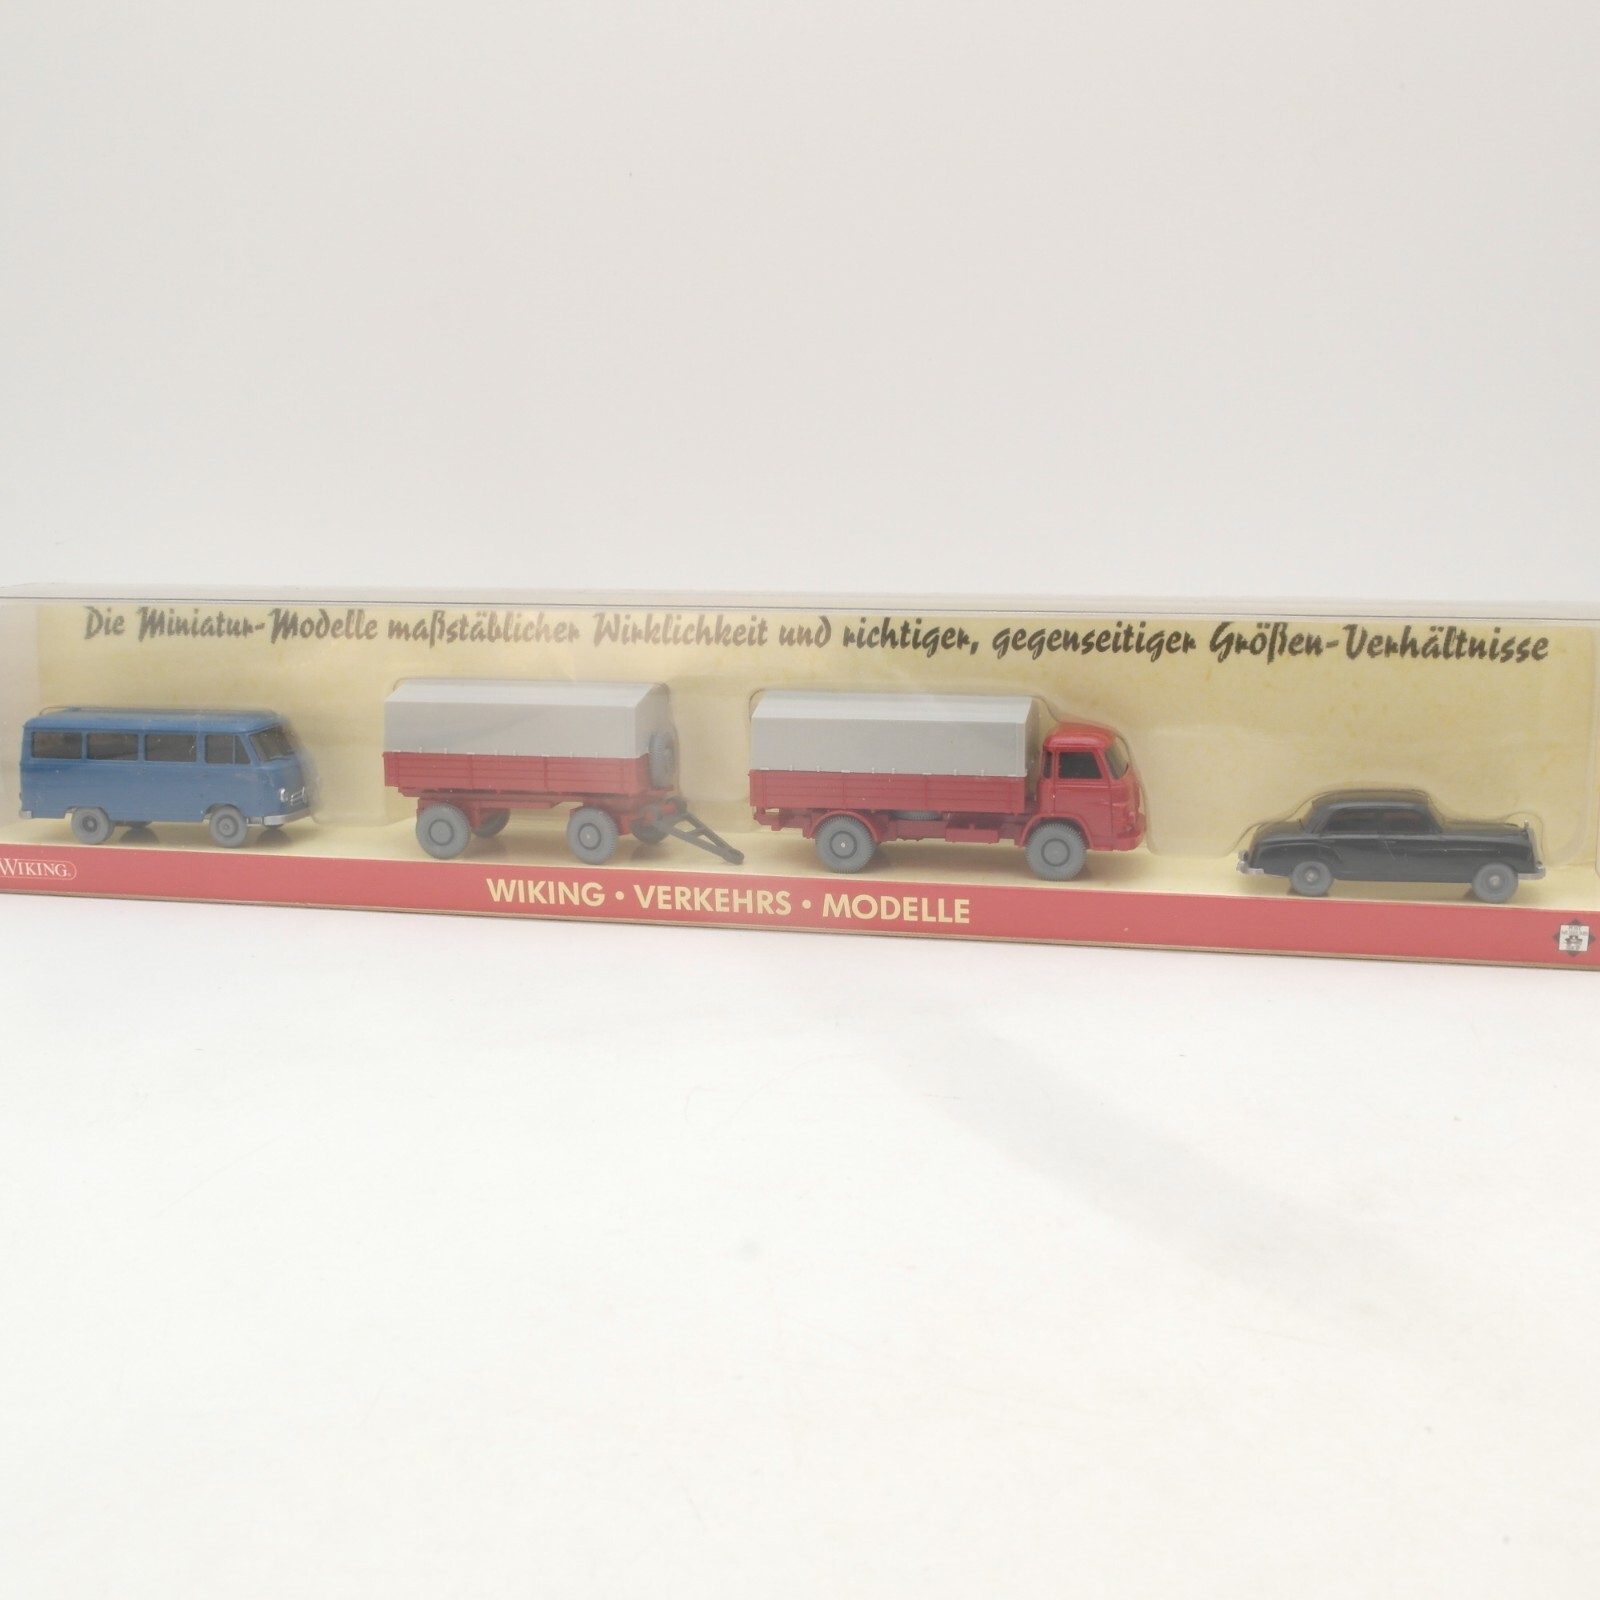 Die Miniatur-Modelle maßstäblicher Wirklichkeit und richtiger, gegenseitiger Größen-Verhältnisse
WIKING
WIKING · VERKEHRS · MODELLE